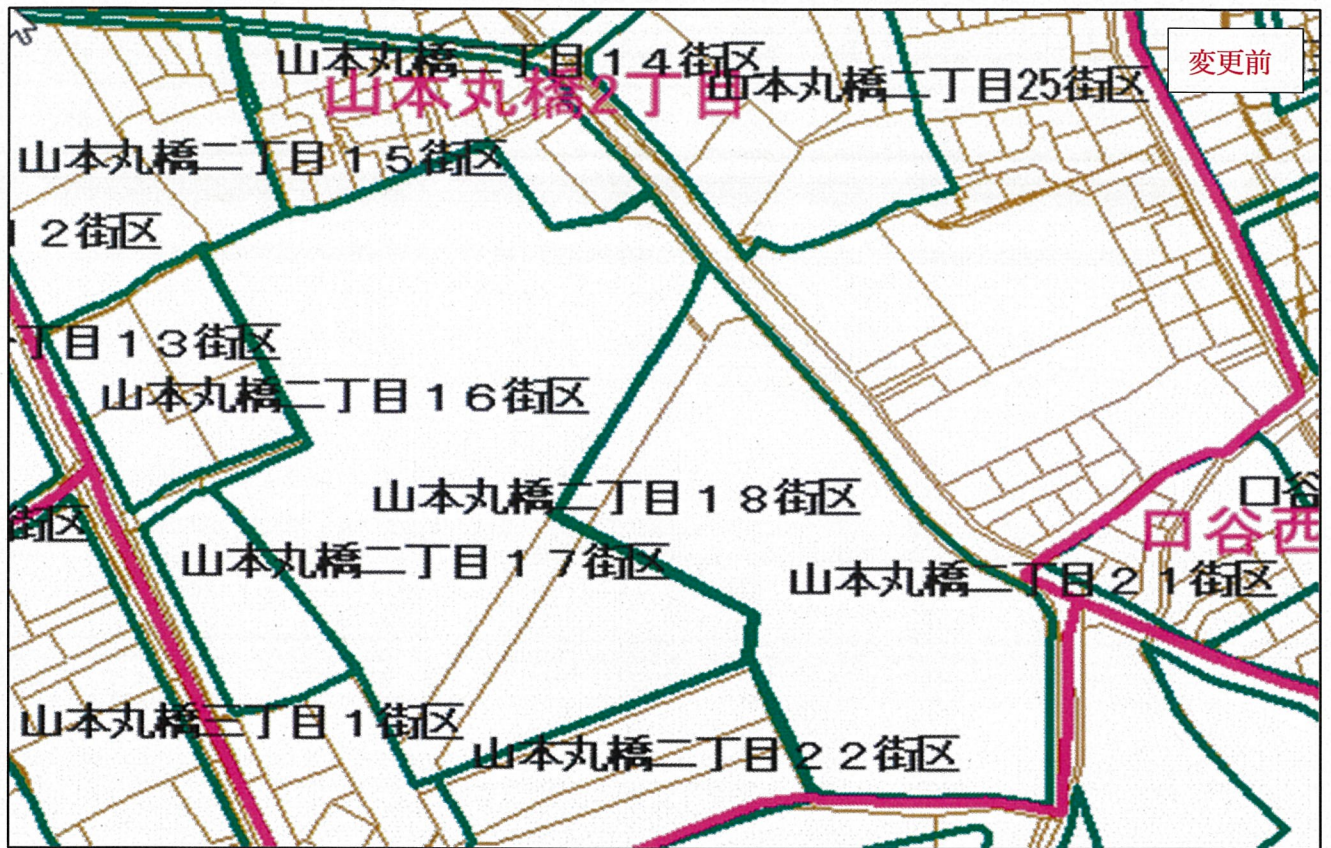 変更前
山本丸橋二丁目14街区
山本丸橋2丁目
山本丸橋二丁目25街区
山本丸橋二丁目15街区
12街区
丁目13街区
山本丸橋二丁目16街区
山本丸橋二丁目18街区
口谷
街区
口谷西
山本丸橋二丁目17街区
山本丸橋二丁目21街区
山本丸橋三丁目1街区
山本丸橋二丁目22街区